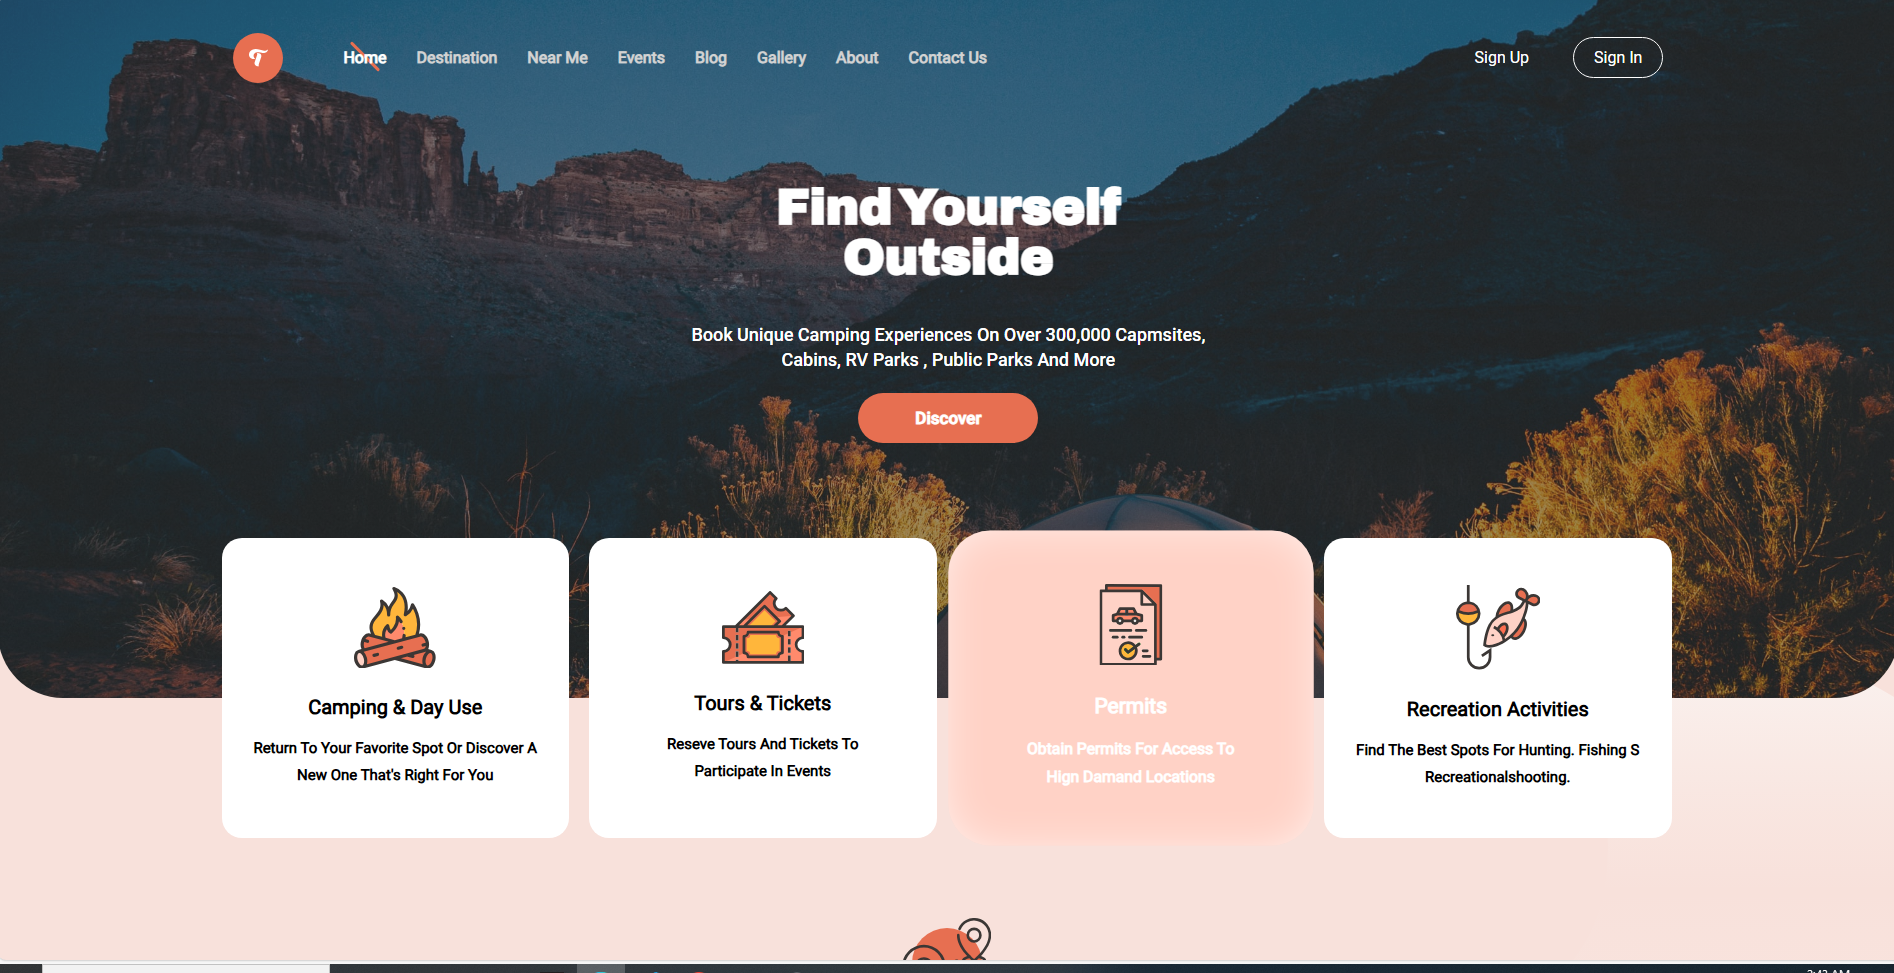 Home Destination Near Me Events Blog Gallery About Contact Us Sign Up Sign In
Find Yourself
Outside
Book Unique Camping Experiences On Over 300,000 Capmsites,
Cabins, RV Parks , Public Parks And More
Discover
Camping & Day Use
Return To Your Favorite Spot Or Discover A
New One That's Right For You
Tours & Tickets
Reseve Tours And Tickets To
Participate In Events
Permits
Obtain Permits For Access To
Hign Damand Locations
Recreation Activities
Find The Best Spots For Hunting. Fishing S
Recreationalshooting.